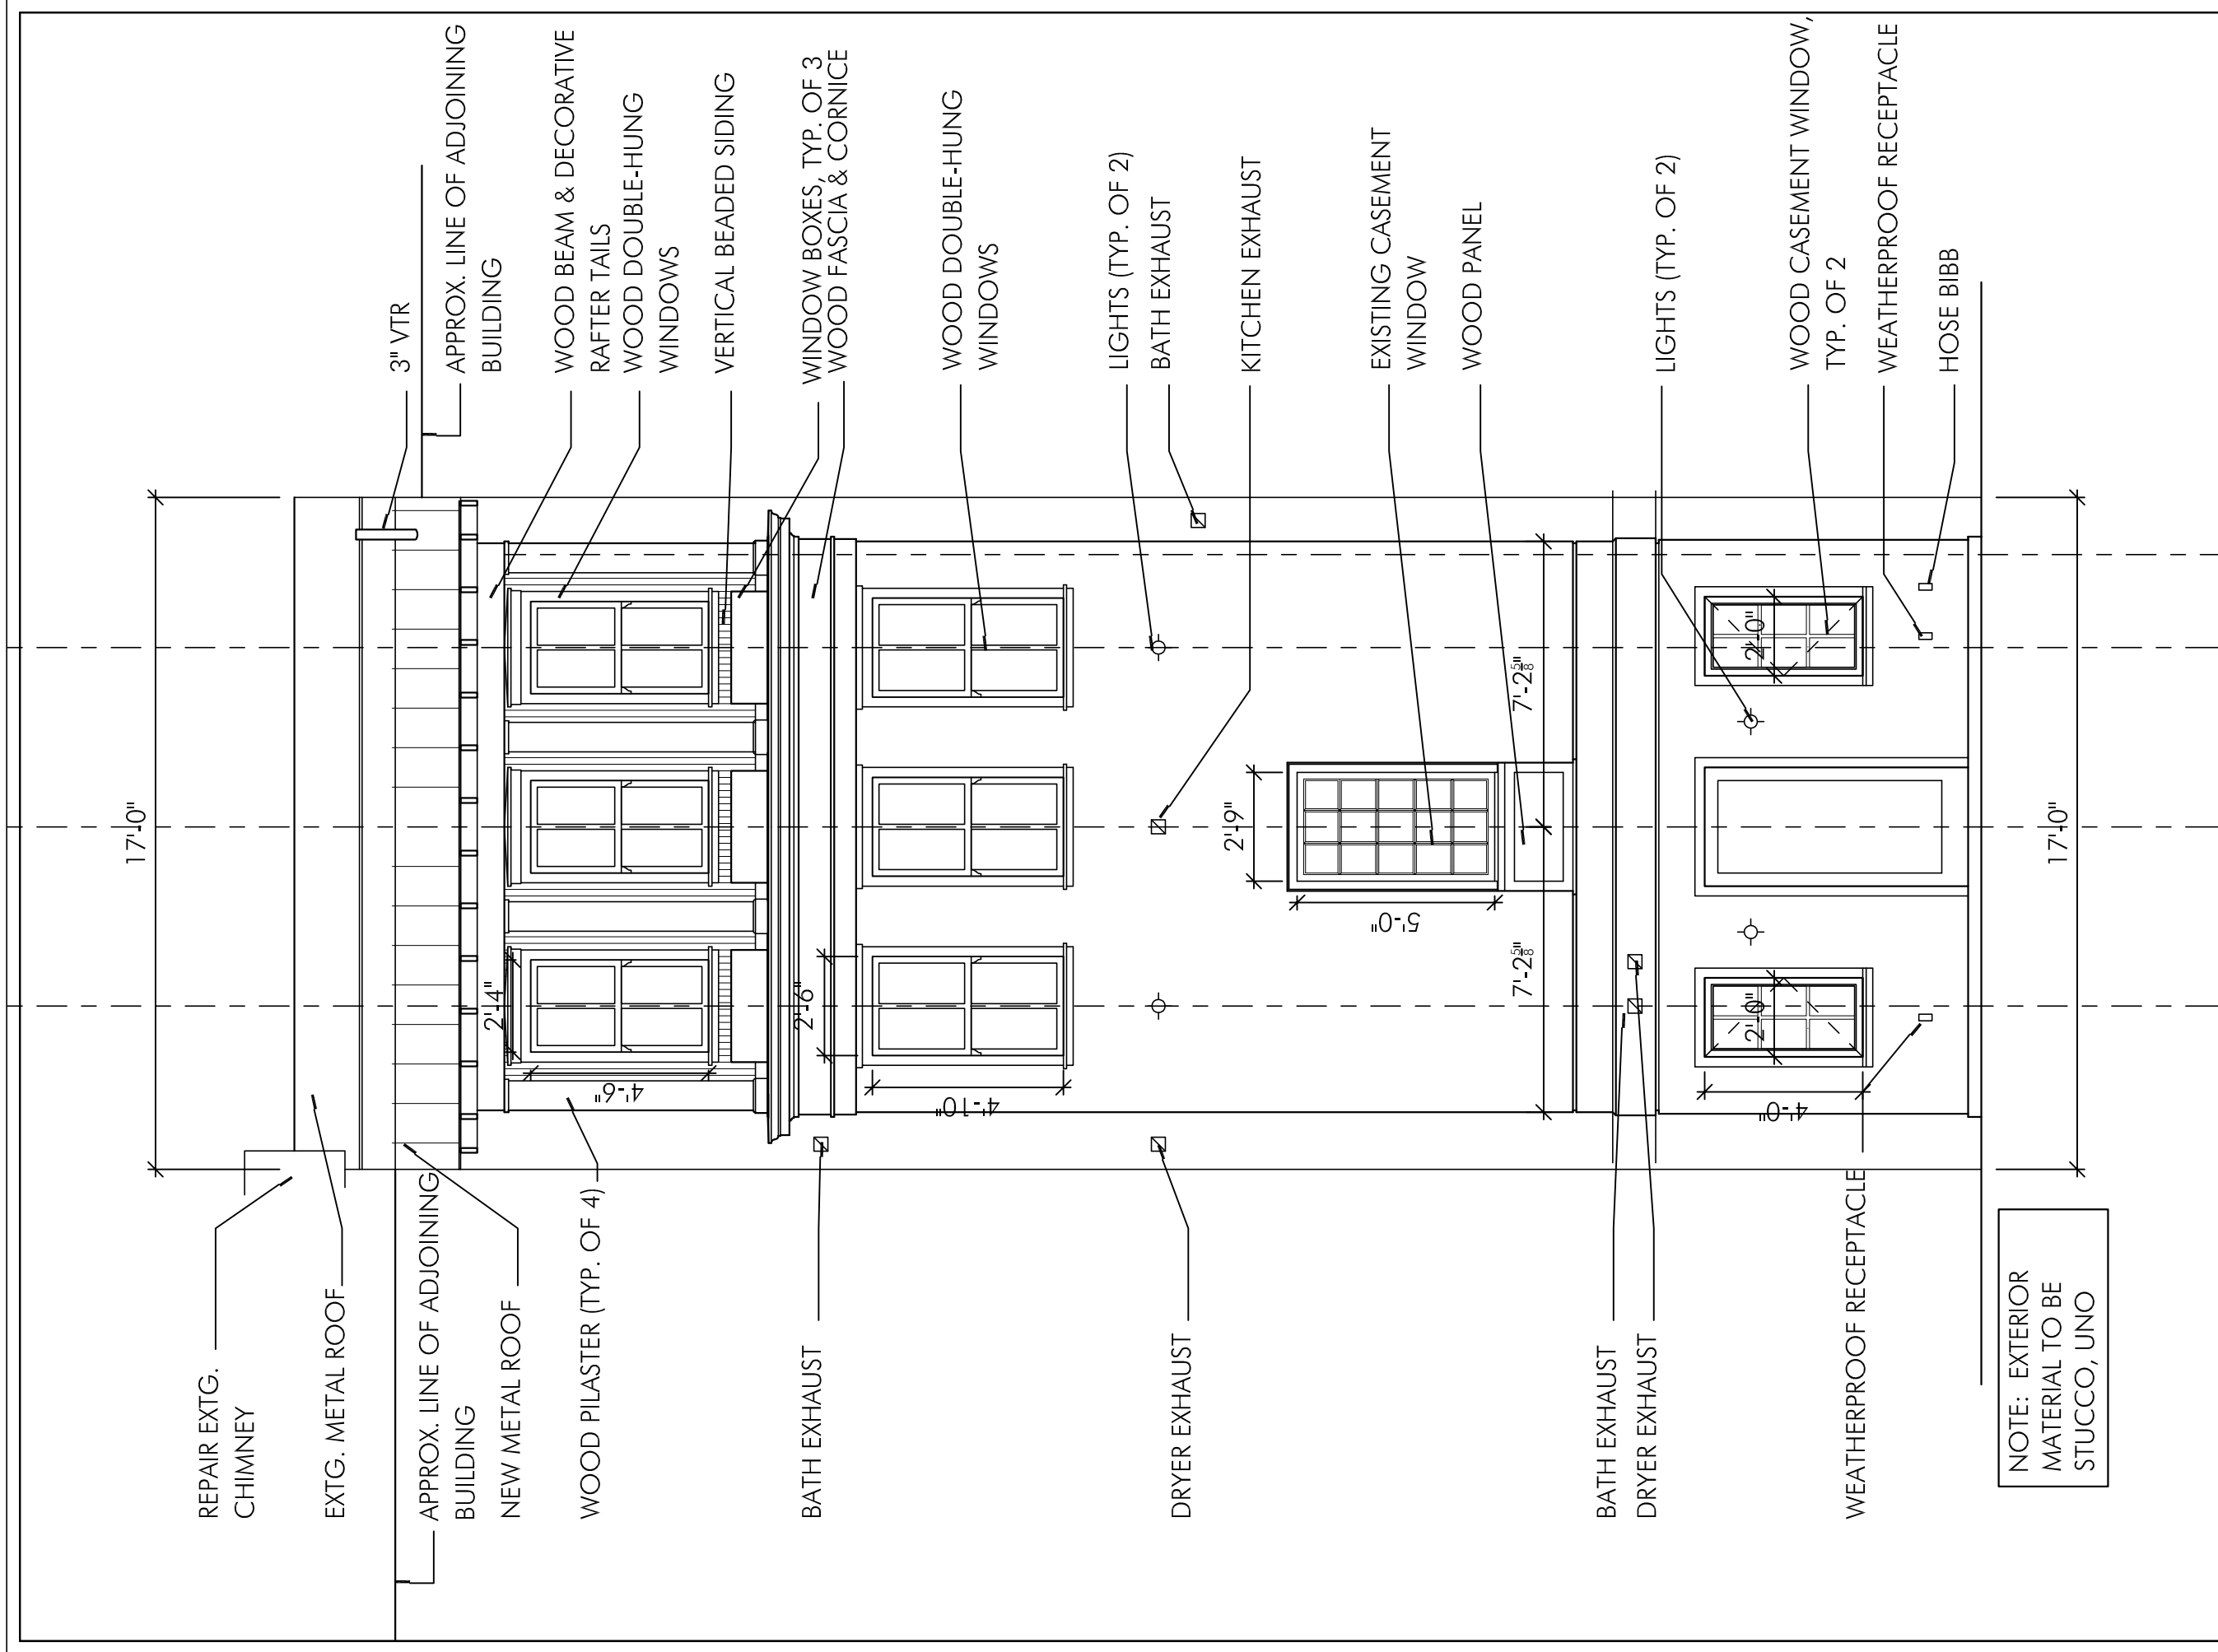 17'-0"
REPAIR EXTG.
CHIMNEY
EXTG. METAL ROOF
APPROX. LINE OF ADJOINING
BUILDING
NEW METAL ROOF
WOOD PILASTER (TYP. OF 4)
BATH EXHAUST
DRYER EXHAUST
BATH EXHAUST
DRYER EXHAUST
WEATHERPROOF RECEPTACLE
NOTE: EXTERIOR
MATERIAL TO BE
STUCCO, UNO
2'-4"
4'-6"
2'-6"
4'-10"
2'-9"
5'-0"
7'-2⅝"
7'-2⅝"
2'-0"
2'-0"
4'-0"
17'-0"
3" VTR
APPROX. LINE OF ADJOINING
BUILDING
WOOD BEAM & DECORATIVE
RAFTER TAILS
WOOD DOUBLE-HUNG
WINDOWS
VERTICAL BEADED SIDING
WINDOW BOXES, TYP. OF 3
WOOD FASCIA & CORNICE
WOOD DOUBLE-HUNG
WINDOWS
LIGHTS (TYP. OF 2)
BATH EXHAUST
KITCHEN EXHAUST
EXISTING CASEMENT
WINDOW
WOOD PANEL
LIGHTS (TYP. OF 2)
WOOD CASEMENT WINDOW,
TYP. OF 2
WEATHERPROOF RECEPTACLE
HOSE BIBB